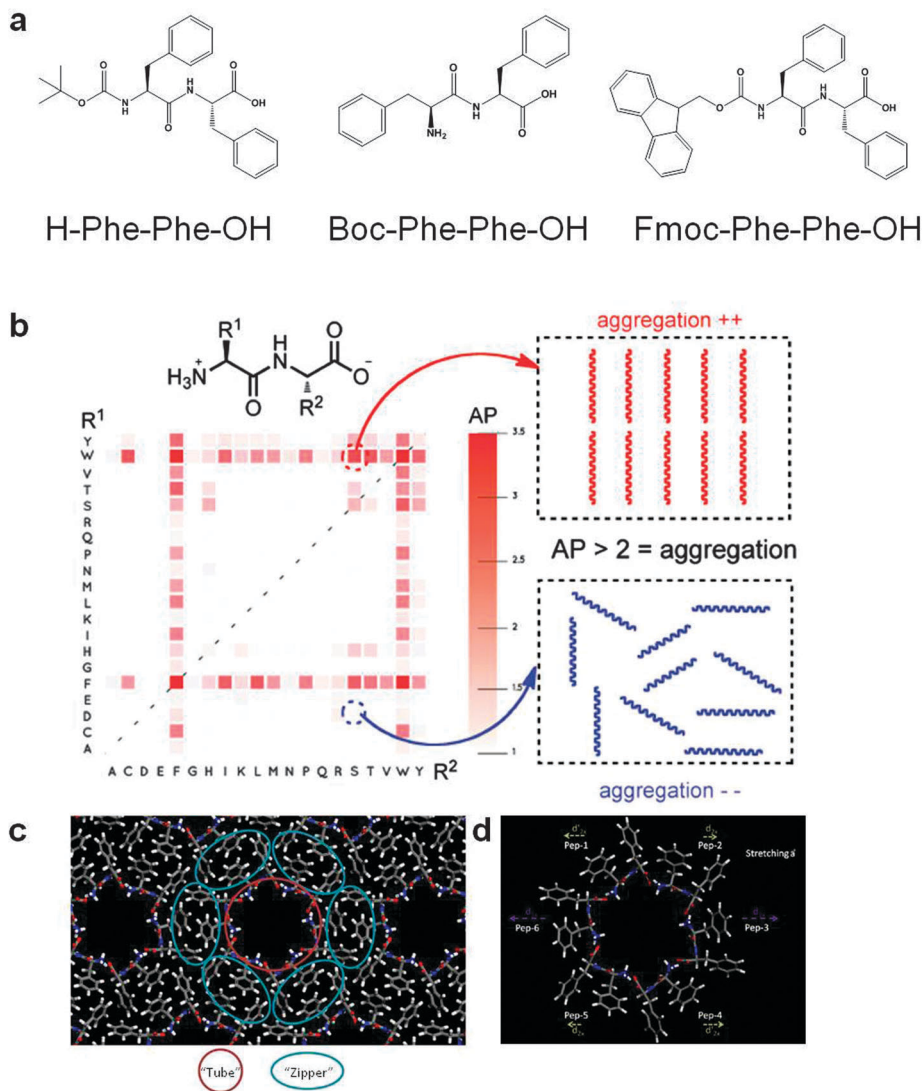 a
O
O
N
H
O
H
N
O
OH
O
NH₂
N
H
O
OH
O
O
O
N
H
O
H
N
O
OH
H-Phe-Phe-OH
Boc-Phe-Phe-OH
Fmoc-Phe-Phe-OH
b
aggregation ++
R¹
H₃N⁺
O
H
N
R²
O
O⁻
R¹
AP
Y
W
V
T
S
R
Q
P
N
M
L
K
I
H
G
F
E
D
C
A
3.5
3
2.5
2
1.5
1
AP > 2 = aggregation
A C D E F G H I K L M N P Q R S T V W Y R²
aggregation - -
c
d
Pep-1
Pep-2
Stretching a
Pep-6
Pep-3
Pep-5
Pep-4
"Tube"
"Zipper"